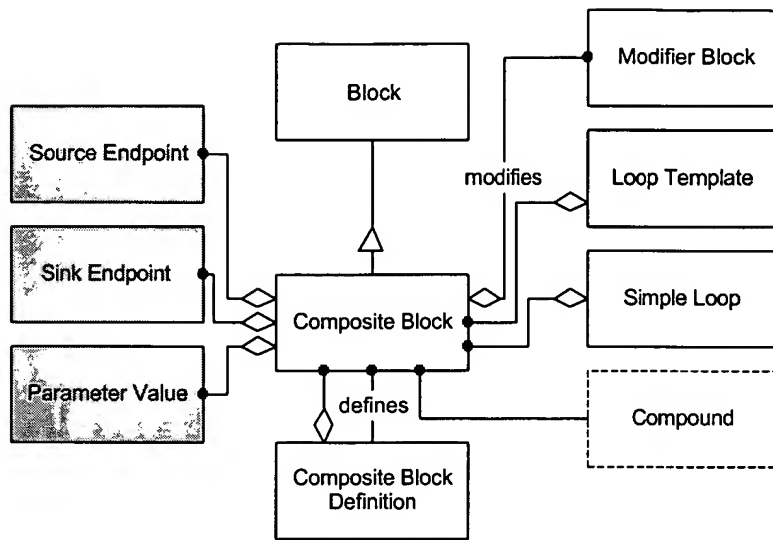 Modifier Block
Block
Source Endpoint
modifies
Loop Template
Sink Endpoint
Composite Block
Simple Loop
Parameter Value
defines
Compound
Composite Block
Definition